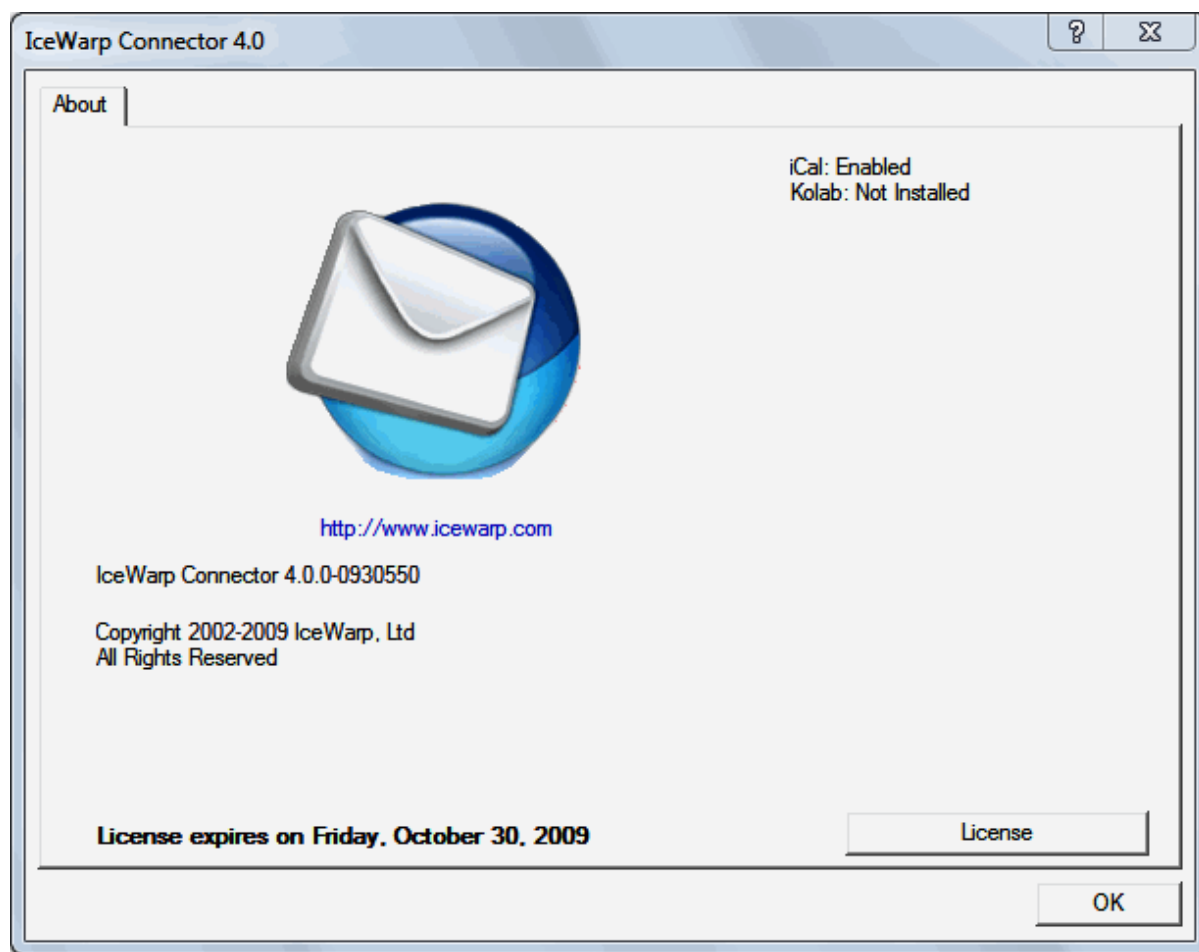 IceWarp Connector 4.0
About
iCal: Enabled
Kolab: Not Installed
http://www.icewarp.com
IceWarp Connector 4.0.0-0930550
Copyright 2002-2009 IceWarp, Ltd
All Rights Reserved
License expires on Friday, October 30, 2009
License
OK